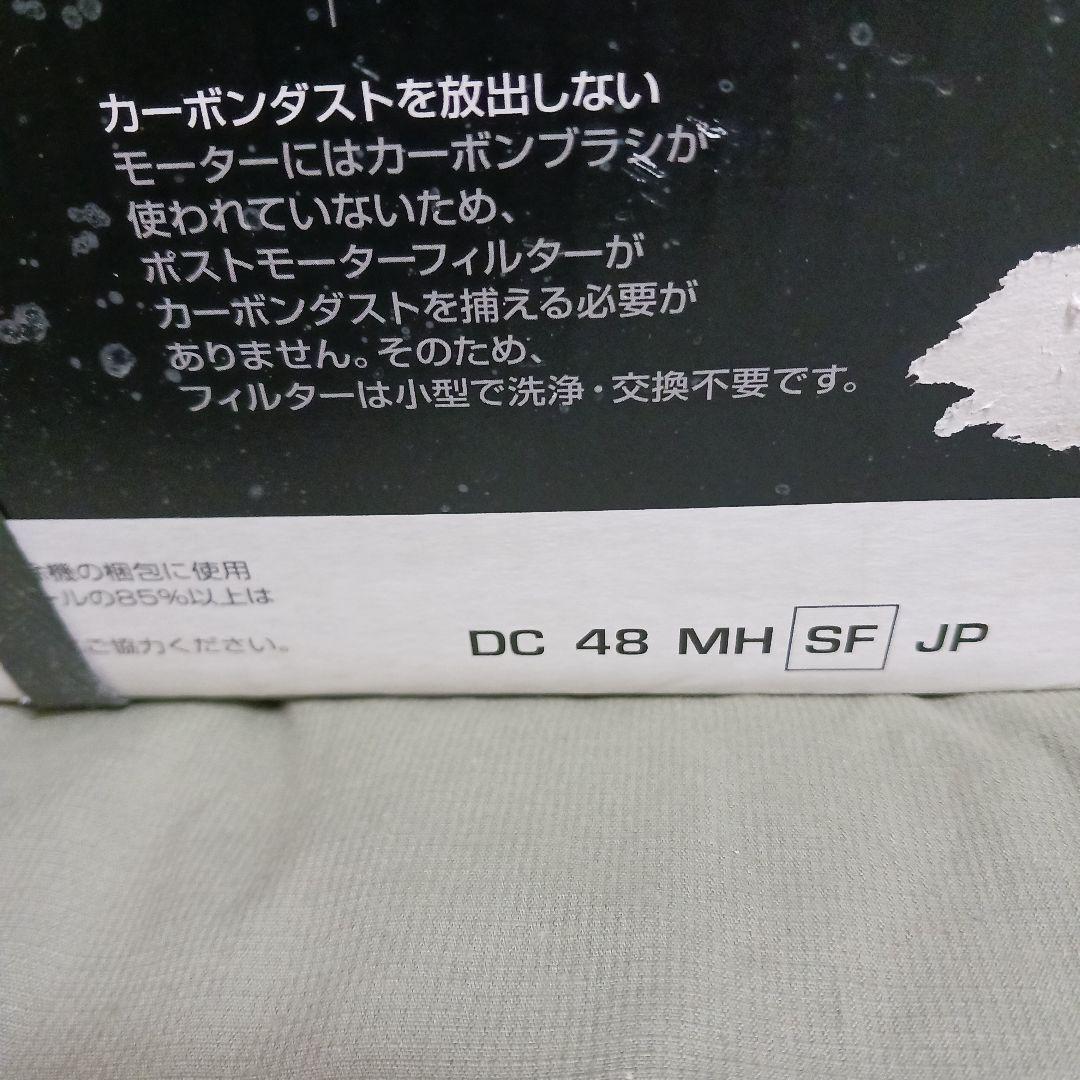 カーボンダストを放出しない
モーターにはカーボンブラシが
使われていないため、
ポストモーターフィルターが
カーボンダストを捕える必要が
ありません。そのため、
フィルターは小型で洗浄・交換不要です。
機の梱包に使用
ールの85%以上は
ご協力ください。
DC 48 MH SF JP